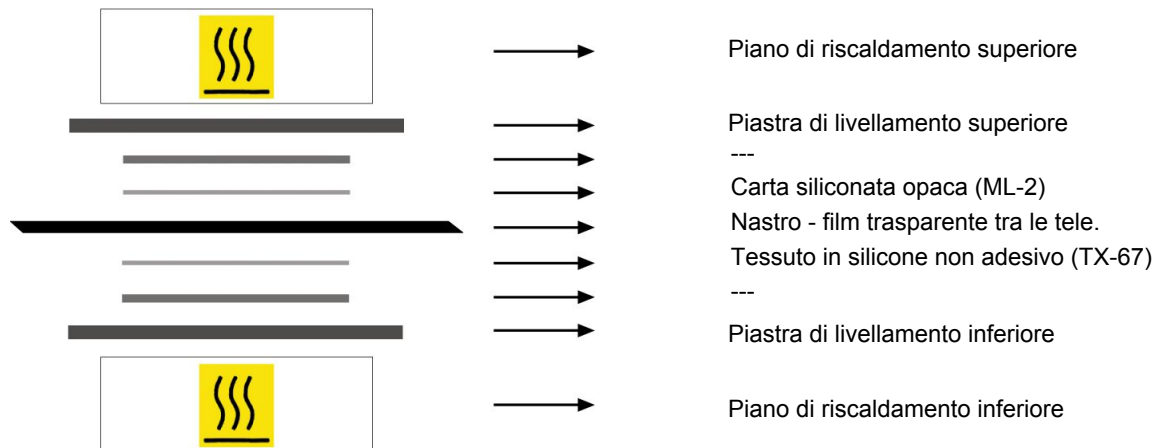 Piano di riscaldamento superiore
Piastra di livellamento superiore
---
Carta siliconata opaca (ML-2)
Nastro - film trasparente tra le tele.
Tessuto in silicone non adesivo (TX-67)
---
Piastra di livellamento inferiore
Piano di riscaldamento inferiore